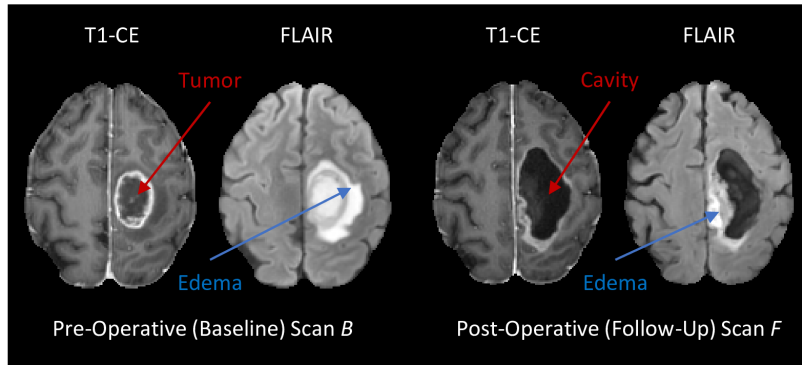 T1-CE
FLAIR
T1-CE
FLAIR
Tumor
Cavity
Edema
Edema
Pre-Operative (Baseline) Scan B
Post-Operative (Follow-Up) Scan F